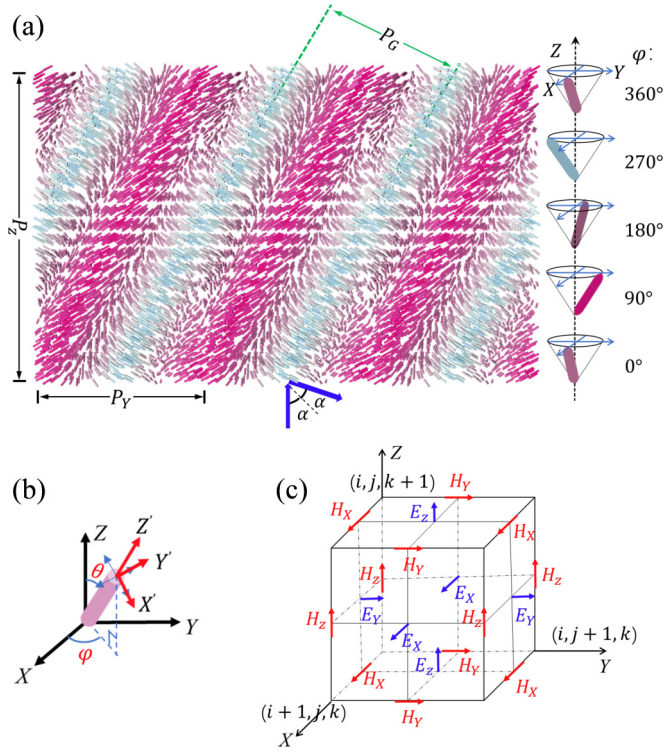 (a)
P_G
Z
φ:
Y
X
360°
270°
180°
90°
0°
P_Z
P_Y
α α
(b)
Z Z' Y'
θ
X'
Y
φ
X
(c)
Z
(i, j, k + 1)
H_Y
H_X E_Z H_X
H_Y
H_Z H_Z
E_X
E_Y H_Z E_Y
H_Z E_X
(i, j + 1, k)
E_Z H_Y
H_X H_X Y
(i + 1, j, k) H_Y
X